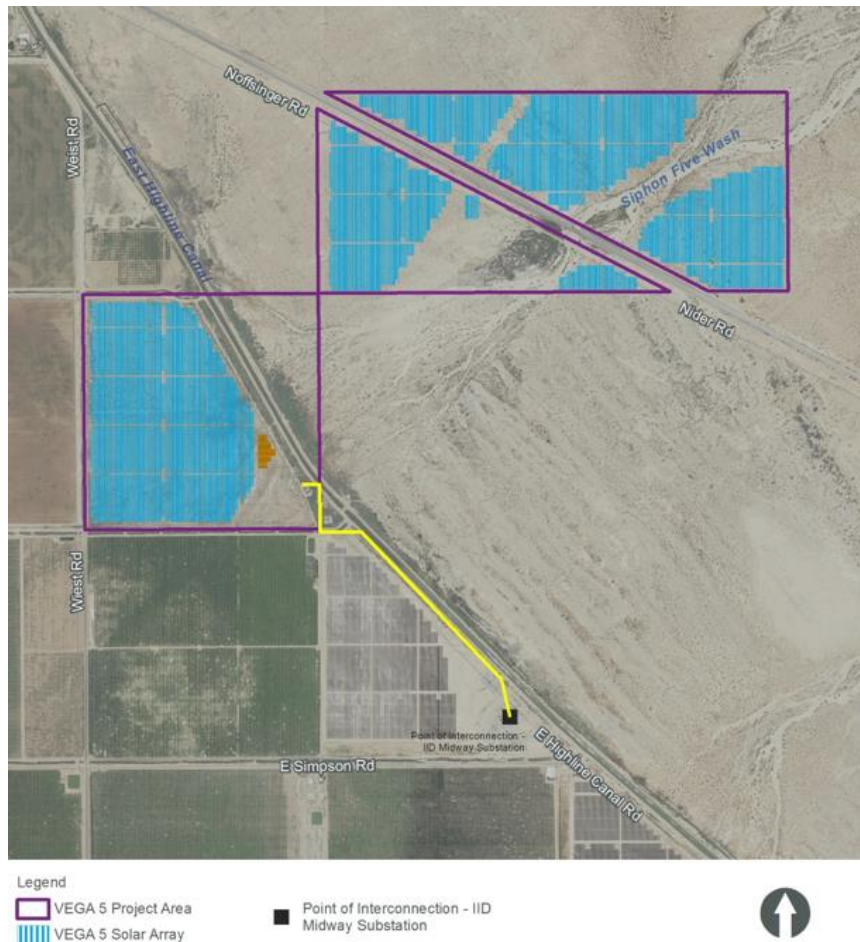 Noffsinger Rd
Weist Rd
East Highline Canal
Siphon Five Wash
Nider Rd
Wiest Rd
Point of Interconnection -
IID Midway Substation
E Simpson Rd
E Highline Canal Rd
Legend
VEGA 5 Project Area
VEGA 5 Solar Array
Point of Interconnection - IID
Midway Substation